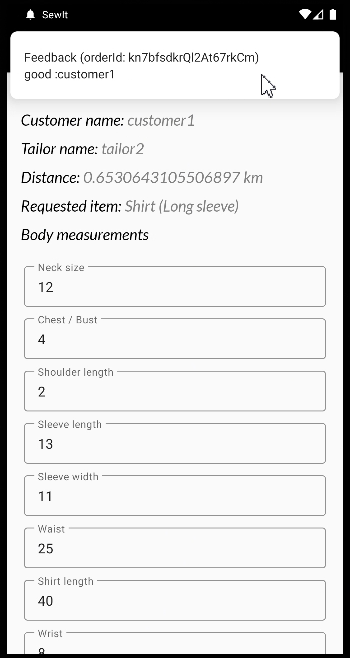 SewIt
Feedback (orderId: kn7bfsdkrQl2At67rkCm)
good :customer1
Customer name: customer1
Tailor name: tailor2
Distance: 0.6530643105506897 km
Requested item: Shirt (Long sleeve)
Body measurements
Neck size
12
Chest / Bust
4
Shoulder length
2
Sleeve length
13
Sleeve width
11
Waist
25
Shirt length
40
Wrist
8